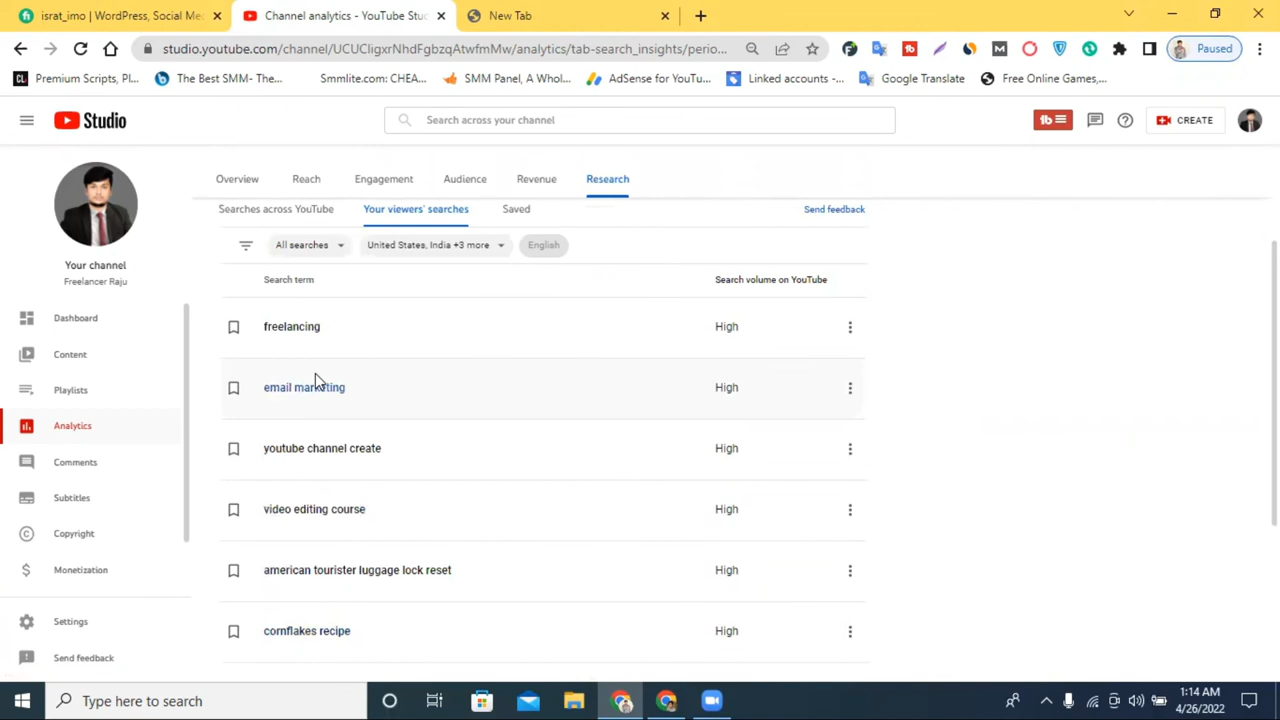 israt_imo | WordPress, Social Me
Channel analytics - YouTube Stu
New Tab
studio.youtube.com/channel/UCUCIigxrNhdFgbzqAtwfmMw/analytics/tab-search_insights/perio...
Paused
Premium Scripts, Pl...
The Best SMM- The...
Smmlite.com: CHEA...
SMM Panel, A Whol...
AdSense for YouTu...
Linked accounts -...
Google Translate
Free Online Games,...
Studio
Search across your channel
CREATE
Overview
Reach
Engagement
Audience
Revenue
Research
Searches across YouTube
Your viewers' searches
Saved
Send feedback
All searches
United States, India +3 more
English
Your channel
Freelancer Raju
Dashboard
Content
Playlists
Analytics
Comments
Subtitles
Copyright
Monetization
Settings
Send feedback
Search term
Search volume on YouTube
freelancing
High
email marketing
High
youtube channel create
High
video editing course
High
american tourister luggage lock reset
High
cornflakes recipe
High
Type here to search
1:14 AM
4/26/2022